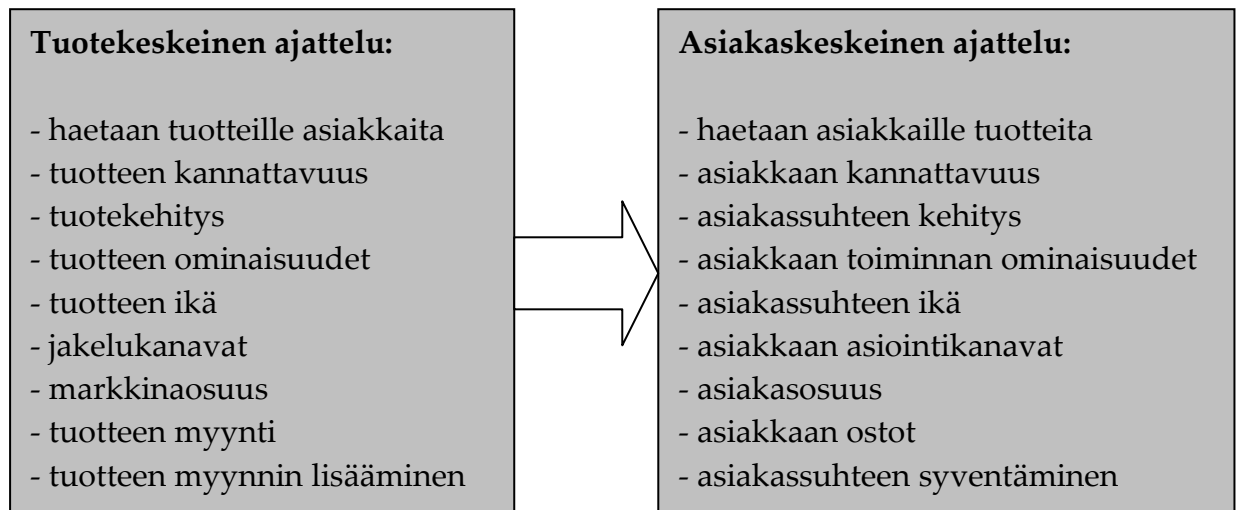 Tuotekeskeinen ajattelu:
- haetaan tuotteille asiakkaita
- tuotteen kannattavuus
- tuotekehitys
- tuotteen ominaisuudet
- tuotteen ikä
- jakelukanavat
- markkinaosuus
- tuotteen myynti
- tuotteen myynnin lisääminen
Asiakaskeskeinen ajattelu:
- haetaan asiakkaille tuotteita
- asiakkaan kannattavuus
- asiakassuhteen kehitys
- asiakkaan toiminnan ominaisuudet
- asiakassuhteen ikä
- asiakkaan asiointikanavat
- asiakasosuus
- asiakkaan ostot
- asiakassuhteen syventäminen